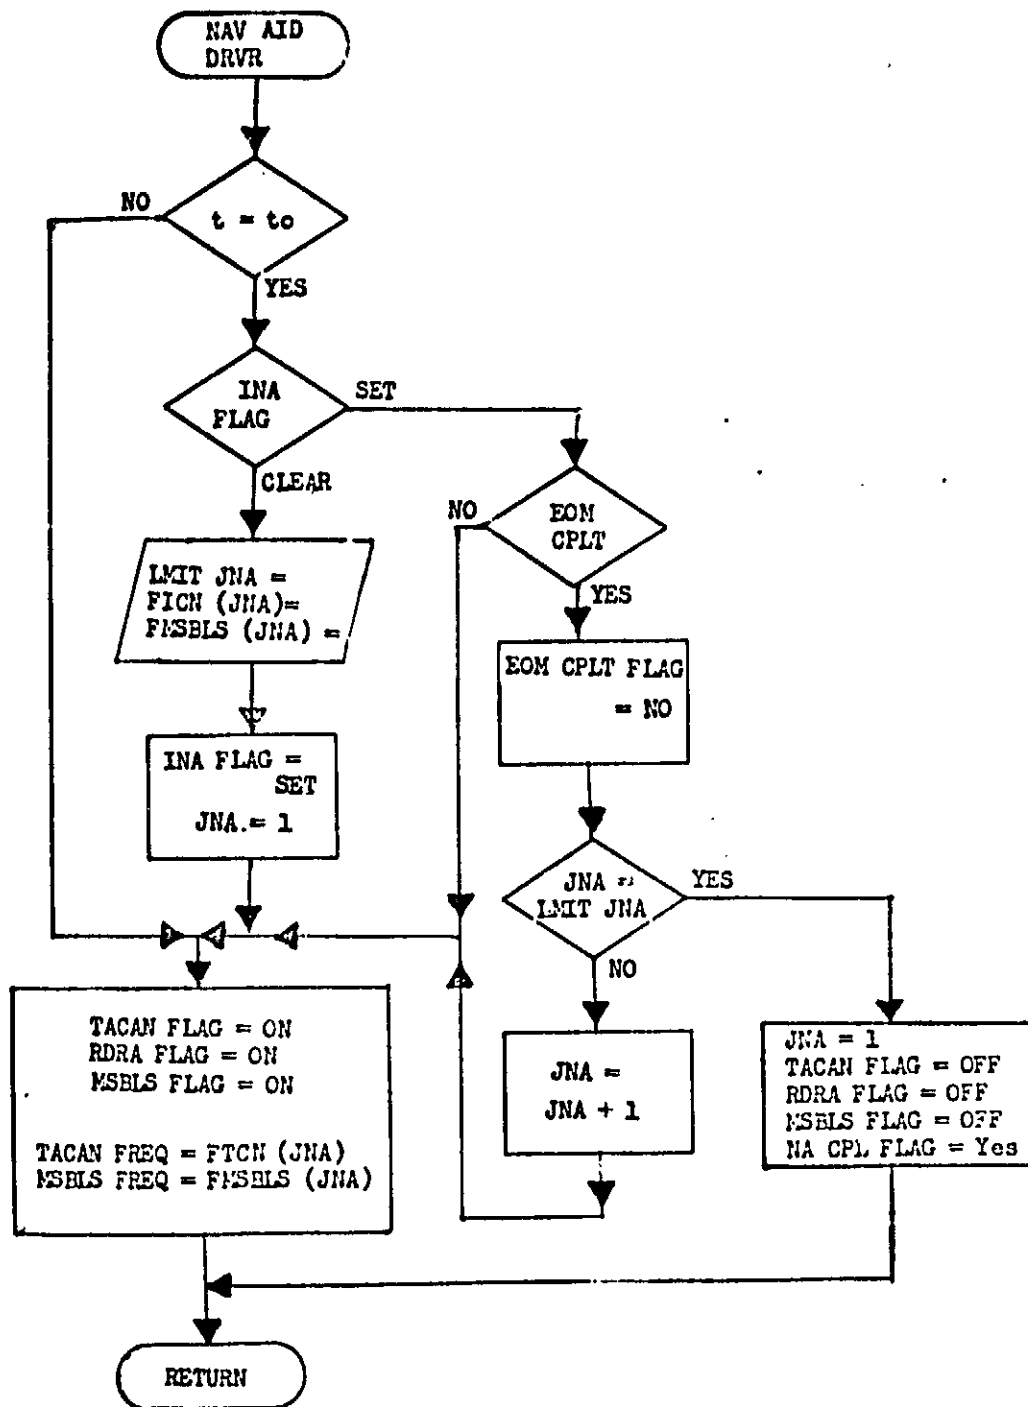 NAV AID
DRVR
NO
t = to
YES
INA
FLAG
SET
CLEAR
NO
EOM
CPLT
YES
LMIT JNA =
FICN (JNA)=
FMSBLS (JNA) =
EOM CPLT FLAG
= NO
INA FLAG =
SET
JNA = 1
JNA =
LMIT JNA
YES
NO
TACAN FLAG = ON
RDRA FLAG = ON
MSBLS FLAG = ON
TACAN FREQ = FTCN (JNA)
MSBLS FREQ = FMSBLS (JNA)
JNA =
JNA + 1
JNA = 1
TACAN FLAG = OFF
RDRA FLAG = OFF
MSBLS FLAG = OFF
NA CPL FLAG = Yes
RETURN